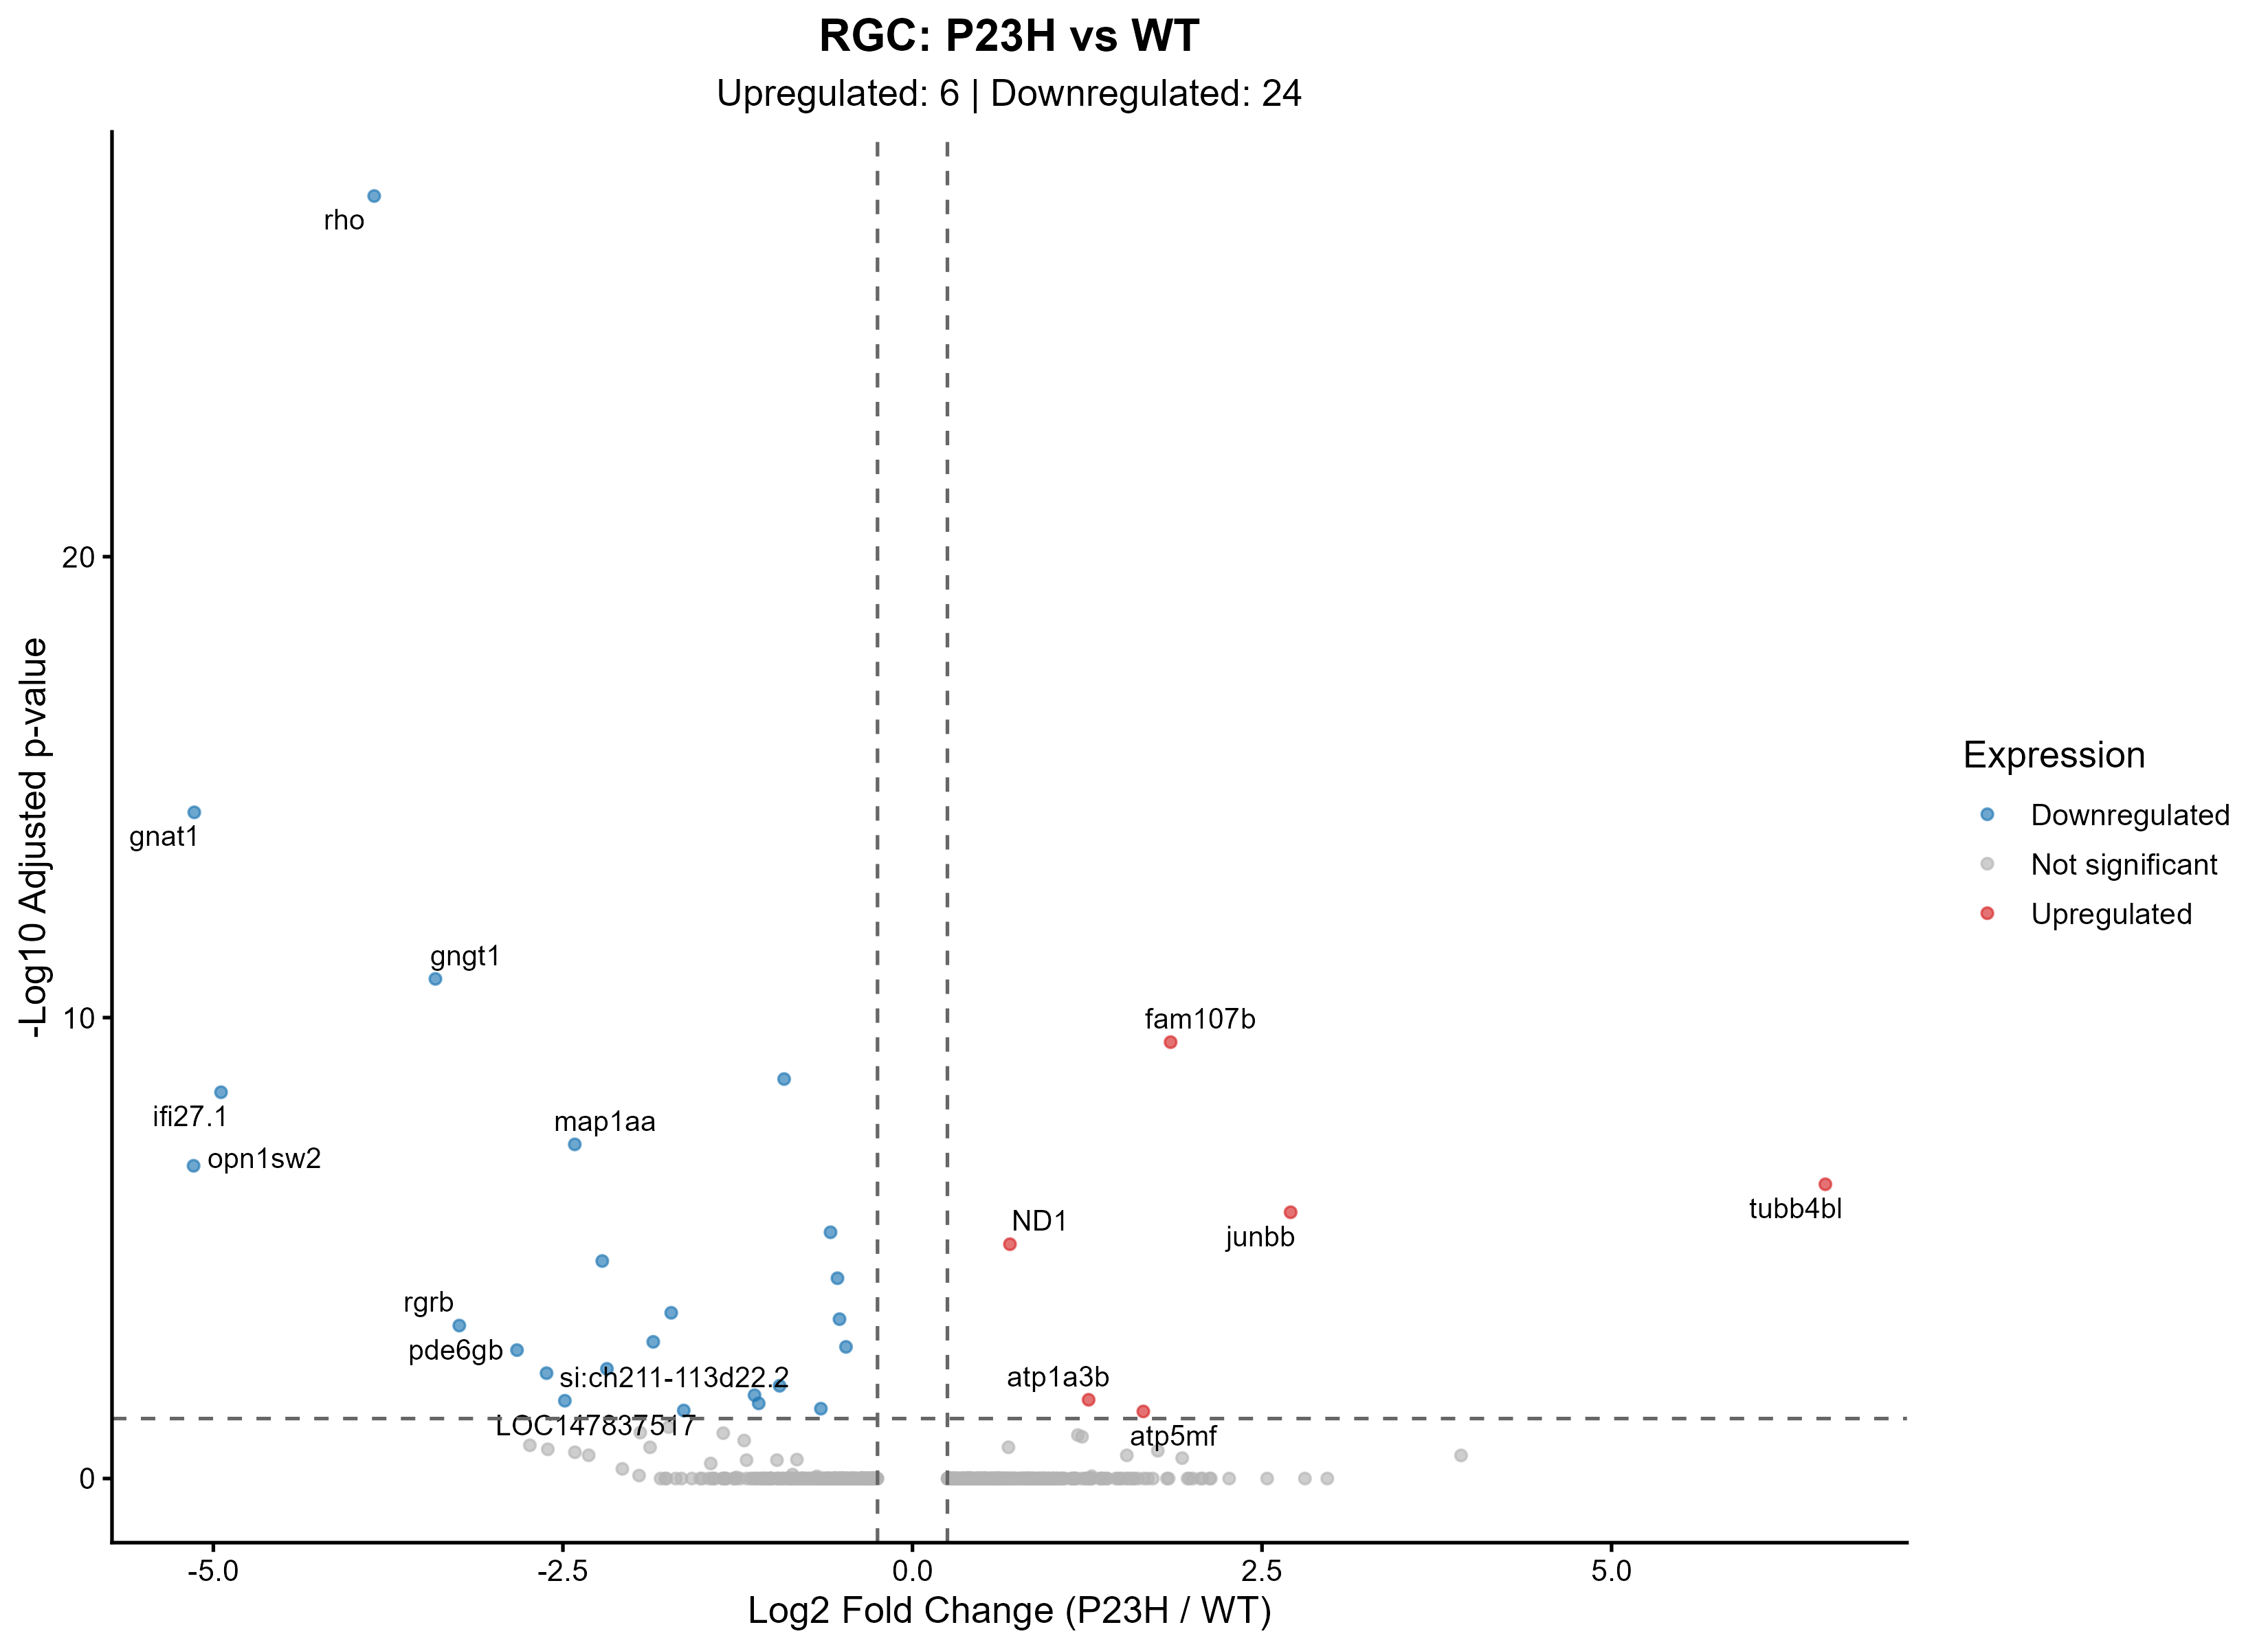 RGC: P23H vs WT
Upregulated: 6 | Downregulated: 24
-Log10 Adjusted p-value
20
10
0
rho
gnat1
gngt1
fam107b
ifi27.1
map1aa
opn1sw2
tubb4bl
ND1
junbb
rgrb
pde6gb
si:ch211-113d22.2
atp1a3b
LOC147837517
atp5mf
-5.0
-2.5
0.0
2.5
5.0
Log2 Fold Change (P23H / WT)
Expression
Downregulated
Not significant
Upregulated